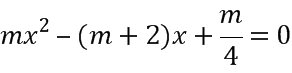 mx² – (m + 2)x + m/4 = 0